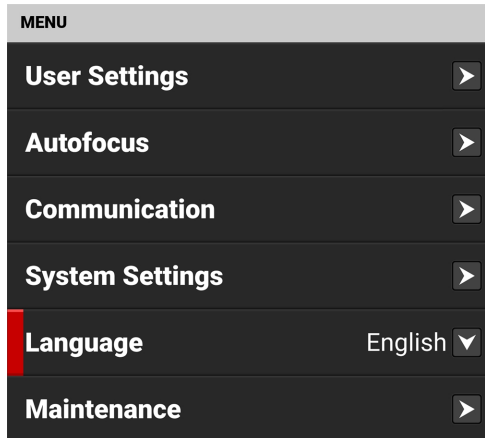 MENU
User Settings
Autofocus
Communication
System Settings
Language English
Maintenance